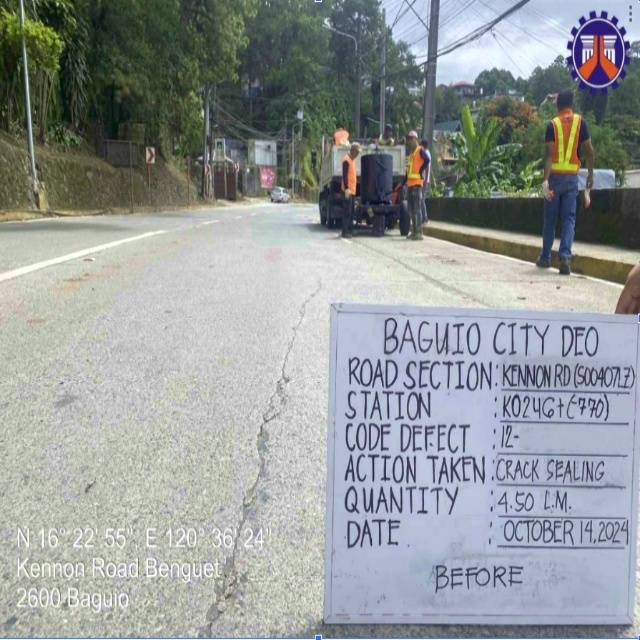 BAGUIO CITY DEO
ROAD SECTION: KENNON RD (S00407LZ)
STATION : K024G+(-770)
CODE DEFECT : 12-
ACTION TAKEN : CRACK SEALING
QUANTITY : 4.50 L.M.
DATE : OCTOBER 14, 2024
BEFORE
N 16° 22' 55", E 120° 36' 24"
Kennon Road Benguet
2600 Baguio